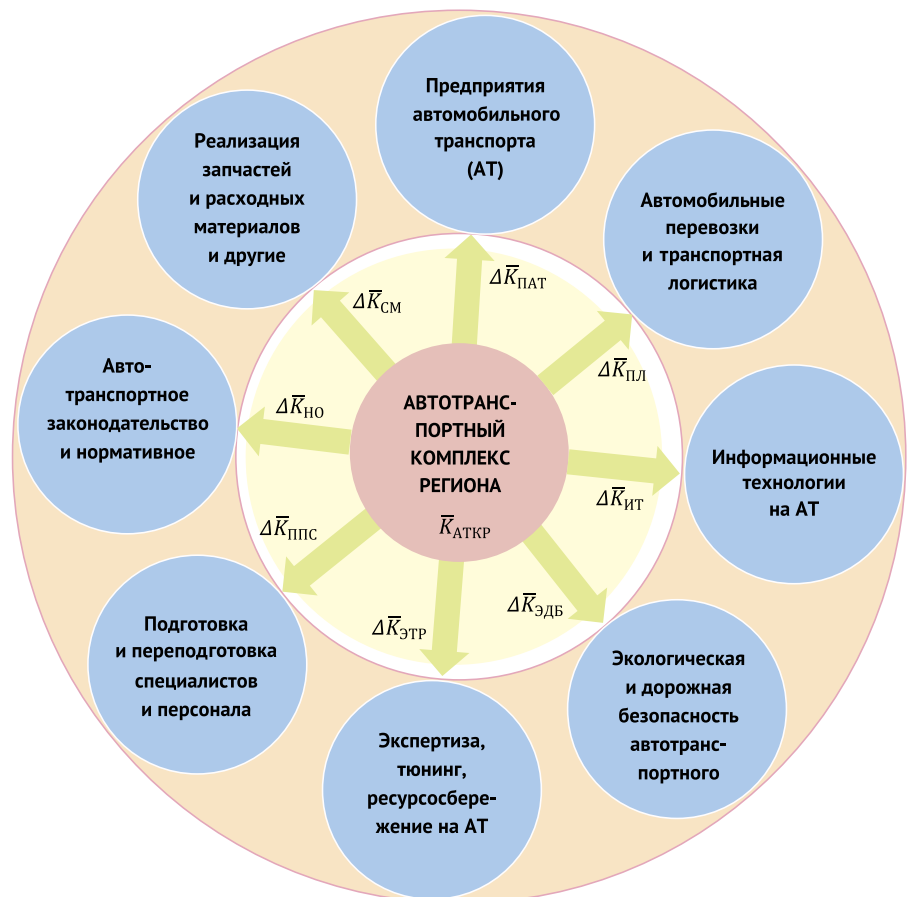 Предприятия
автомобильного
транспорта
(АТ)
Реализация
запчастей
и расходных
материалов
и другие
Автомобильные
перевозки
и транспортная
логистика
ΔK̅ПАТ
ΔK̅СМ
ΔK̅ПЛ
Авто-
транспортное
законодательство
и нормативное
ΔK̅НО
АВТОТРАНС-
ПОРТНЫЙ
КОМПЛЕКС
РЕГИОНА
K̅АТКР
Информационные
технологии
на АТ
ΔK̅ИТ
ΔK̅ППС
ΔK̅ЭДБ
ΔK̅ЭТР
Подготовка
и переподготовка
специалистов
и персонала
Экологическая
и дорожная
безопасность
автотранс-
портного
Экспертиза,
тюнинг,
ресурсосбере-
жение на АТ